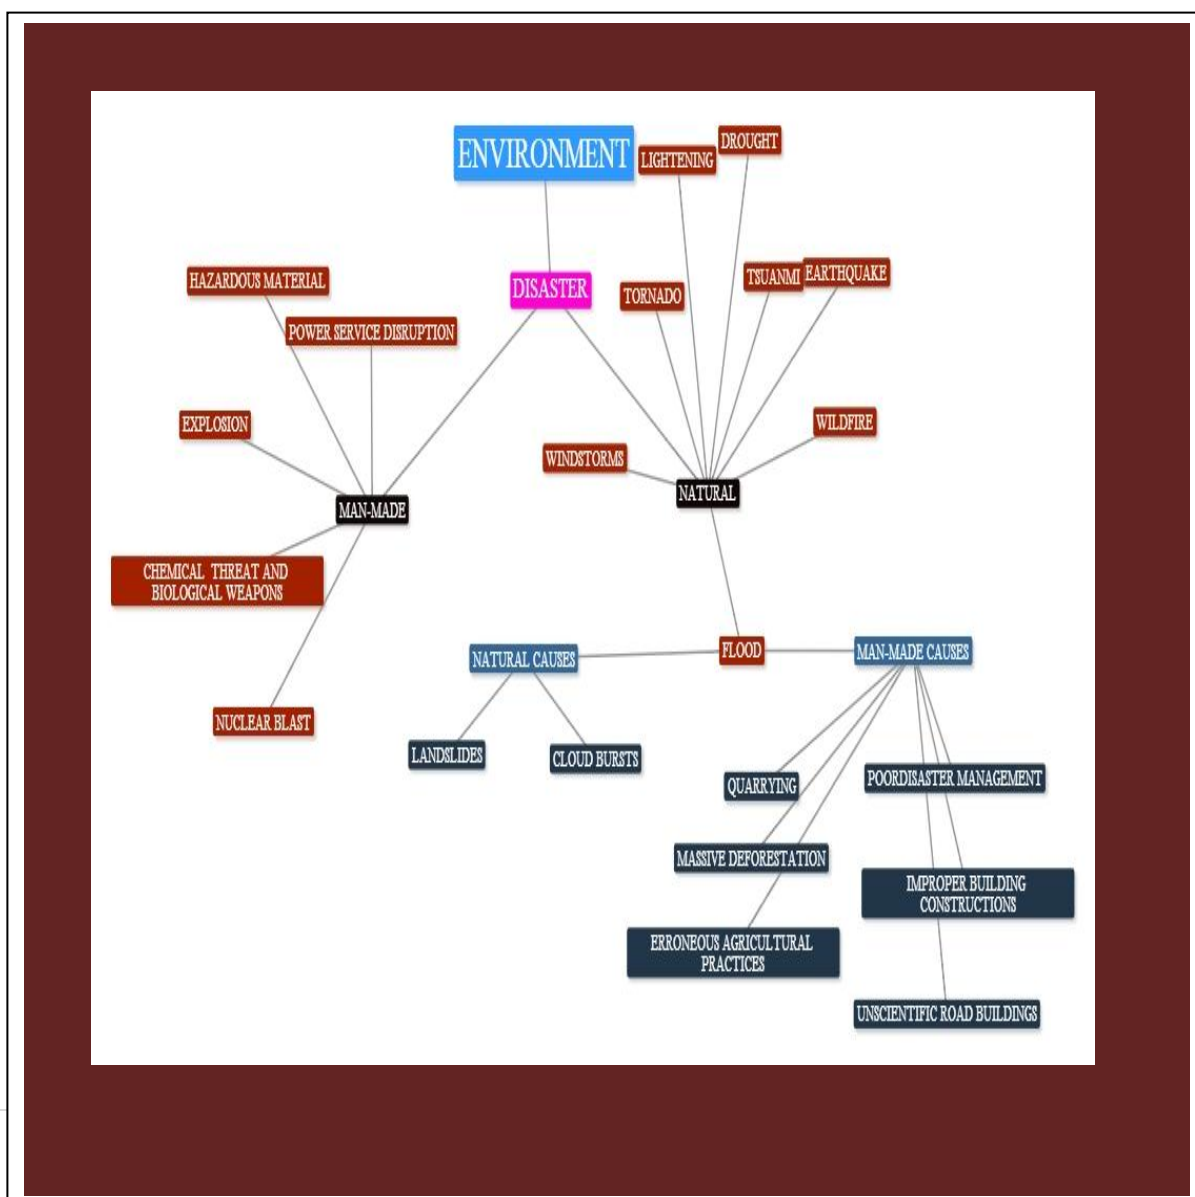 ENVIRONMENT
LIGHTENING
DROUGHT
HAZARDOUS MATERIAL
DISASTER
TORNADO
TSUANMI
EARTHQUAKE
POWER SERVICE DISRUPTION
EXPLOSION
WINDSTORMS
WILDFIRE
MAN-MADE
NATURAL
CHEMICAL THREAT AND
BIOLOGICAL WEAPONS
NATURAL CAUSES
FLOOD
MAN-MADE CAUSES
NUCLEAR BLAST
LANDSLIDES
CLOUD BURSTS
QUARRYING
POORDISASTER MANAGEMENT
MASSIVE DEFORESTATION
IMPROPER BUILDING
CONSTRUCTIONS
ERRONEOUS AGRICULTURAL
PRACTICES
UNSCIENTIFIC ROAD BUILDINGS